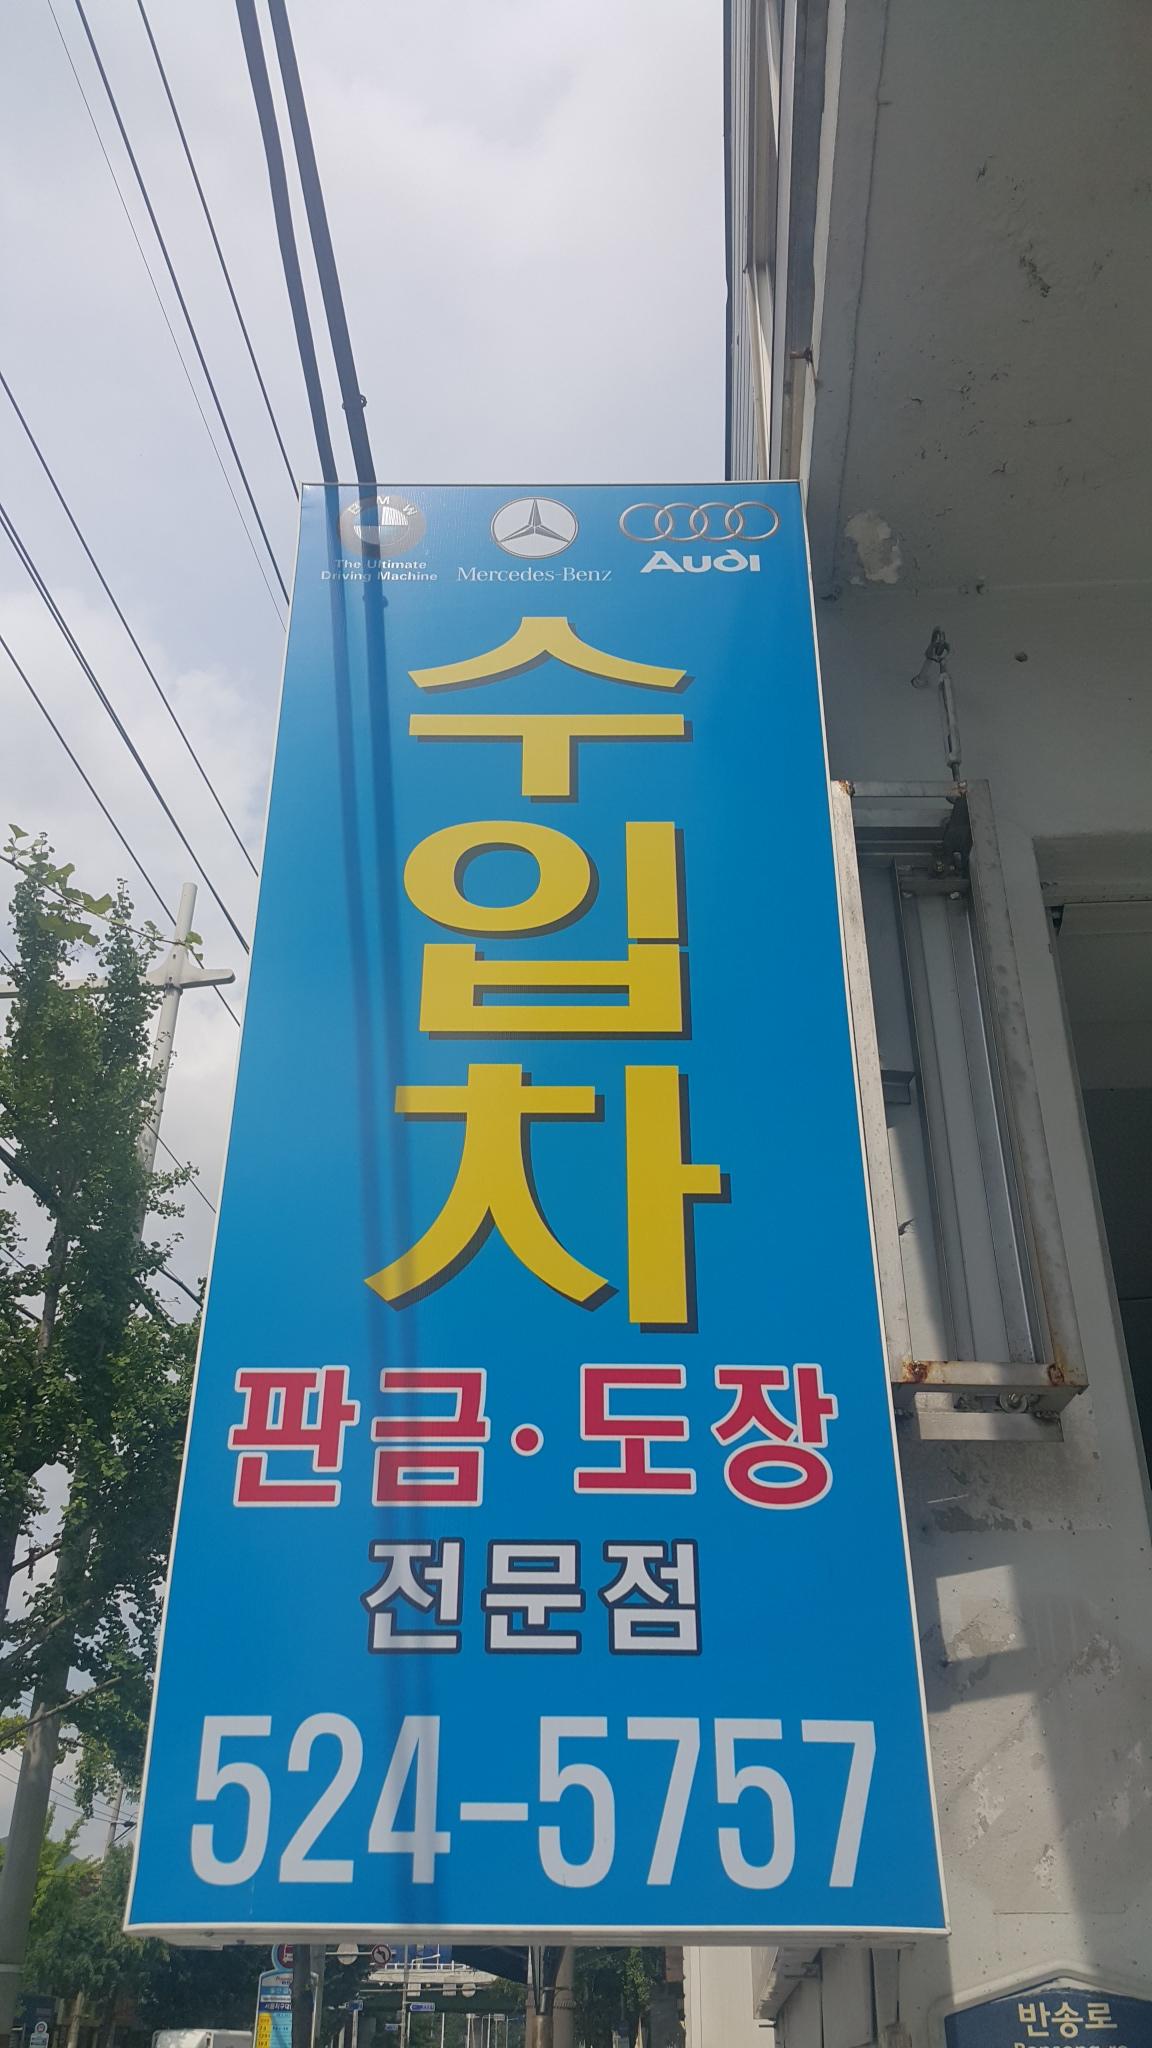 BMW
The Ultimate
Driving Machine
Mercedes-Benz
Audi
수입차
판금·도장
전문점
524-5757
반송로